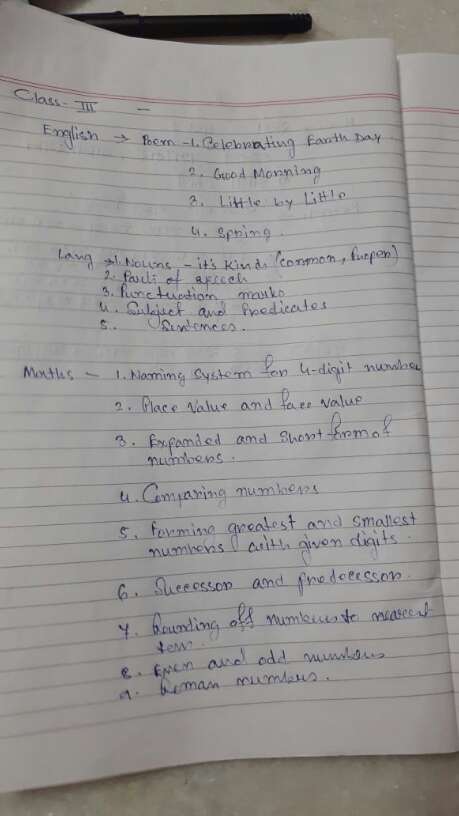 Class - III -
English → Poem - 1. Celebrating Earth Day
2. Good Morning
3. Little by Little
4. Spring.
Lang → 1. Nouns - it's kinds (common, proper)
2. Parts of speech
3. Punctuation marks
4. Subject and Predicates
5. Sentences.
Maths - 1. Naming System for 4-digit number
2. Place Value and face value
3. Expanded and Short form of
numbers.
4. Comparing numbers
5. Forming greatest and smallest
numbers with given digits.
6. Successor and predecessor.
7. Rounding off numbers to nearest
ten.
8. Even and odd numbers
9. Roman numbers.